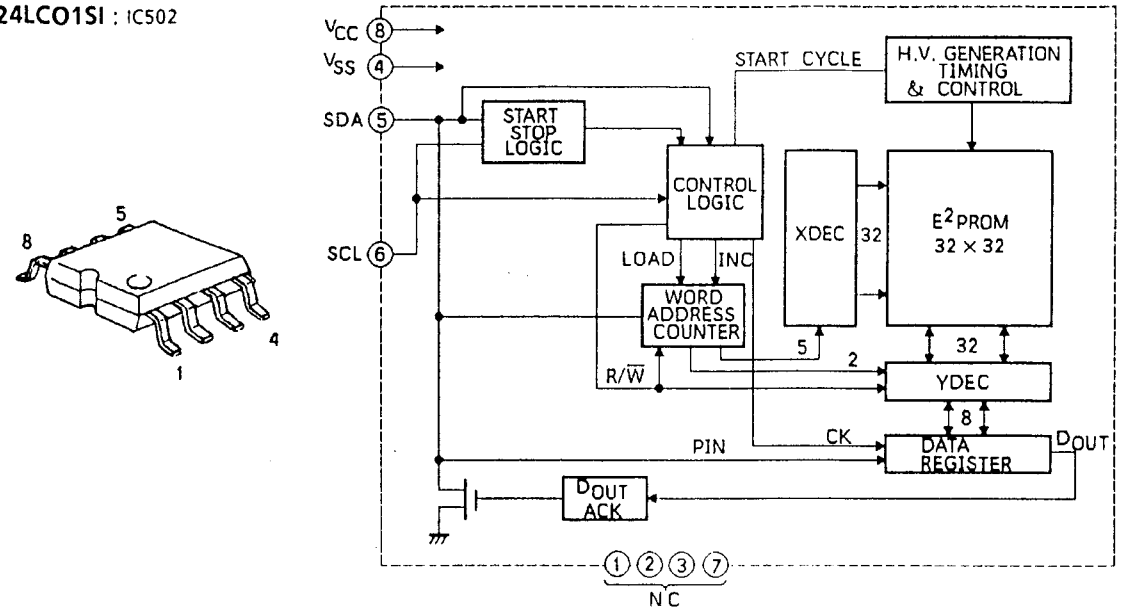 24LCO1SI : IC502
8
5
1
4
VCC 8
VSS 4
SDA 5
SCL 6
START
STOP
LOGIC
START CYCLE
H.V. GENERATION
TIMING
& CONTROL
CONTROL
LOGIC
XDEC
32
E2PROM
32 × 32
LOAD
INC
WORD
ADDRESS
COUNTER
5
2
32
R/W̅
YDEC
8
CK
PIN
DATA
REGISTER
DOUT
DOUT
ACK
1 2 3 7
NC